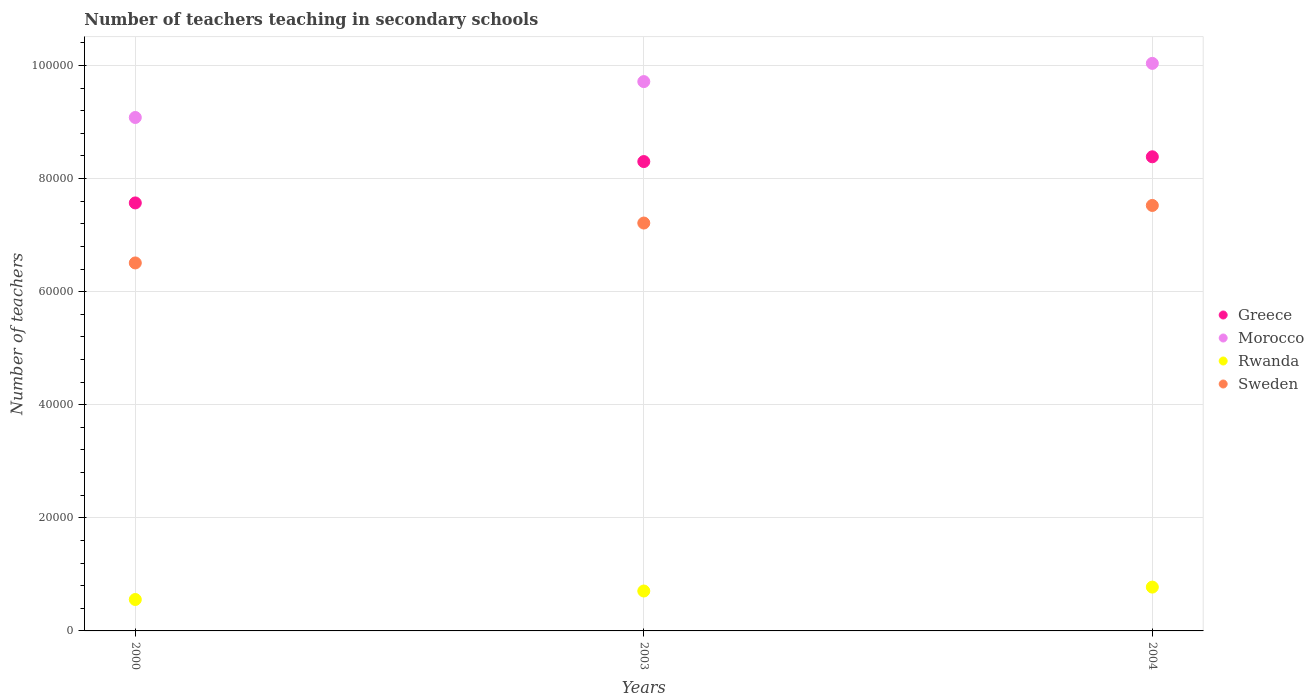 Number of teachers teaching in secondary schools
100000
80000
60000
40000
20000
0
Number of teachers
2000
2003
2004
Years
Greece
Morocco
Rwanda
Sweden